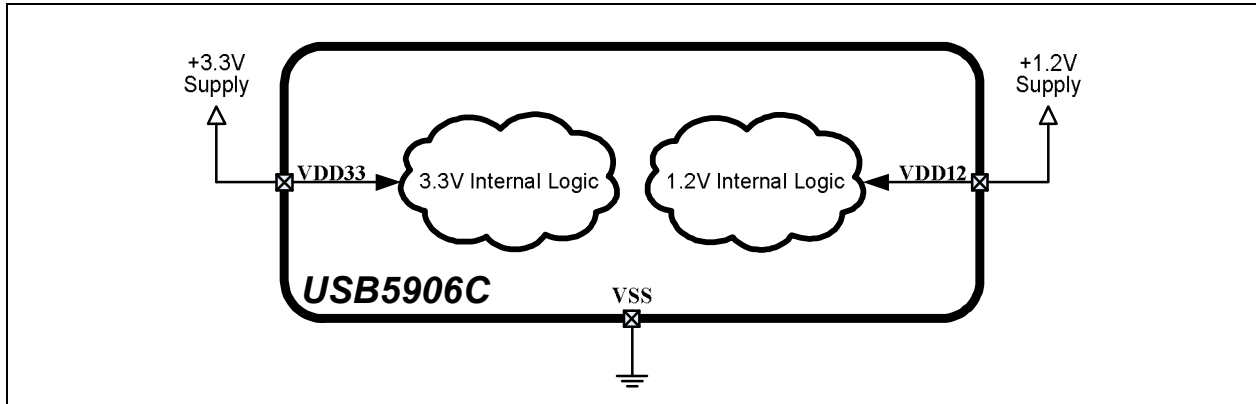 +3.3V
Supply
+1.2V
Supply
VDD33
3.3V Internal Logic
1.2V Internal Logic
VDD12
USB5906C
VSS